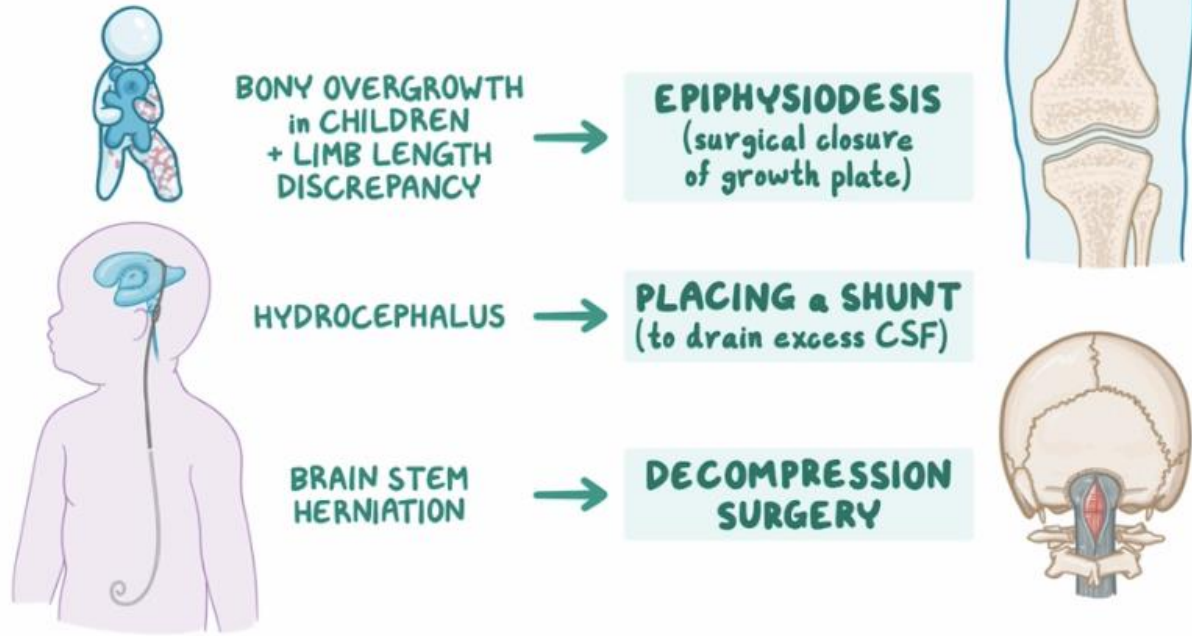 BONY OVERGROWTH
in CHILDREN
+ LIMB LENGTH
DISCREPANCY
EPIPHYSIODESIS
(surgical closure
of growth plate)
HYDROCEPHALUS
PLACING a SHUNT
(to drain excess CSF)
BRAIN STEM
HERNIATION
DECOMPRESSION
SURGERY